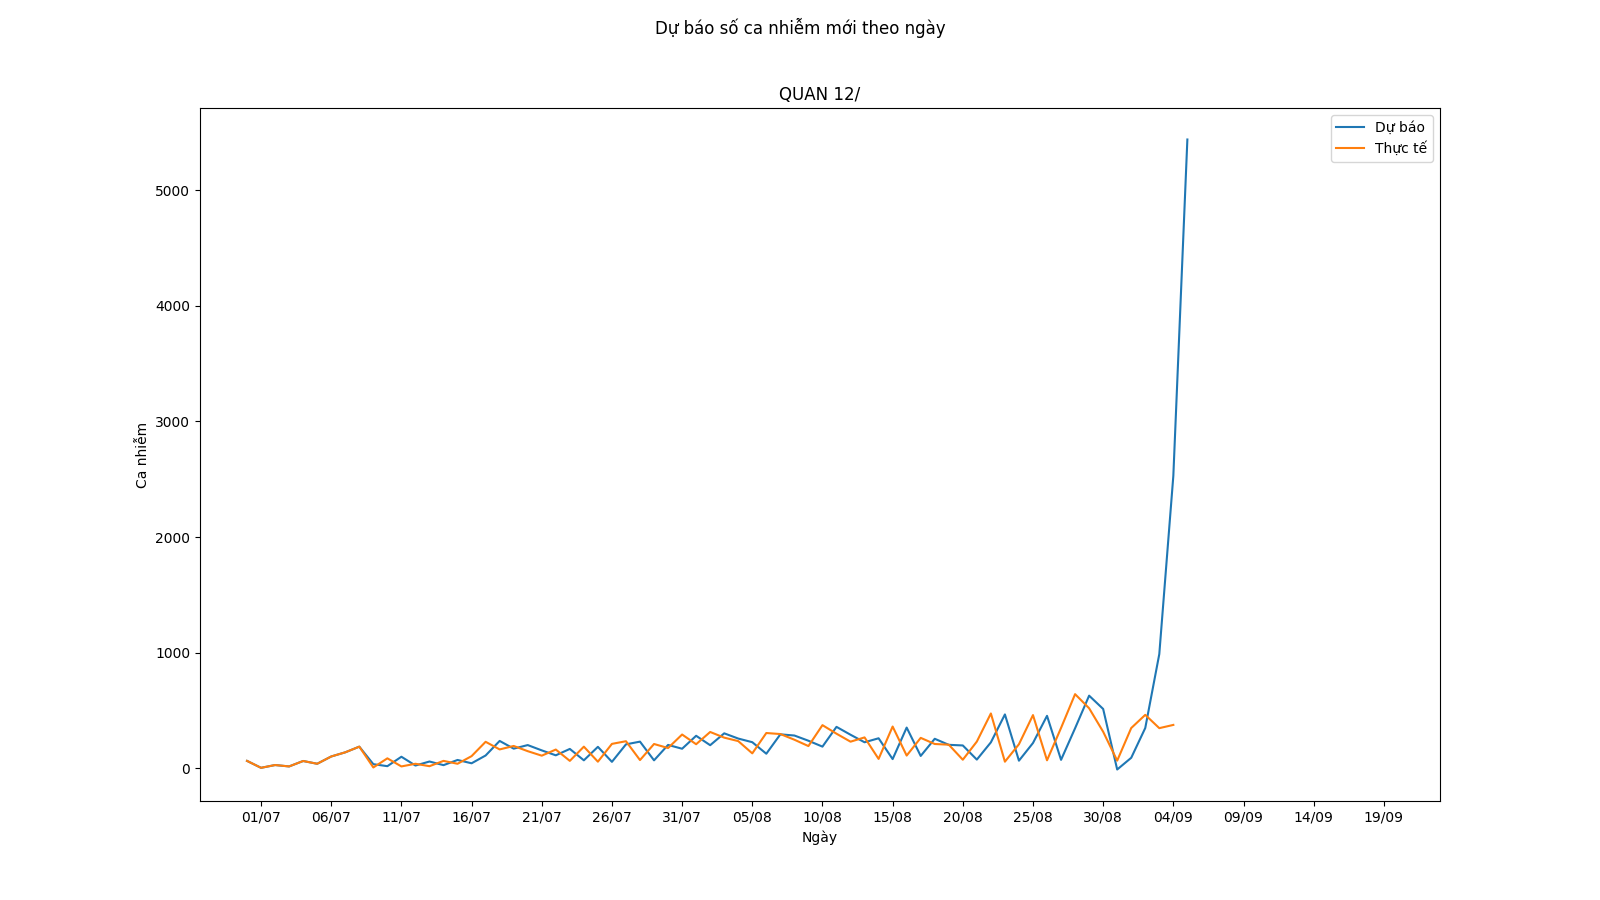 Dự báo số ca nhiễm mới theo ngày
QUAN 12/
Dự báo
Thực tế
5000
4000
3000
2000
1000
0
Ca nhiễm
01/07 06/07 11/07 16/07 21/07 26/07 31/07 05/08 10/08 15/08 20/08 25/08 30/08 04/09 09/09 14/09 19/09
Ngày